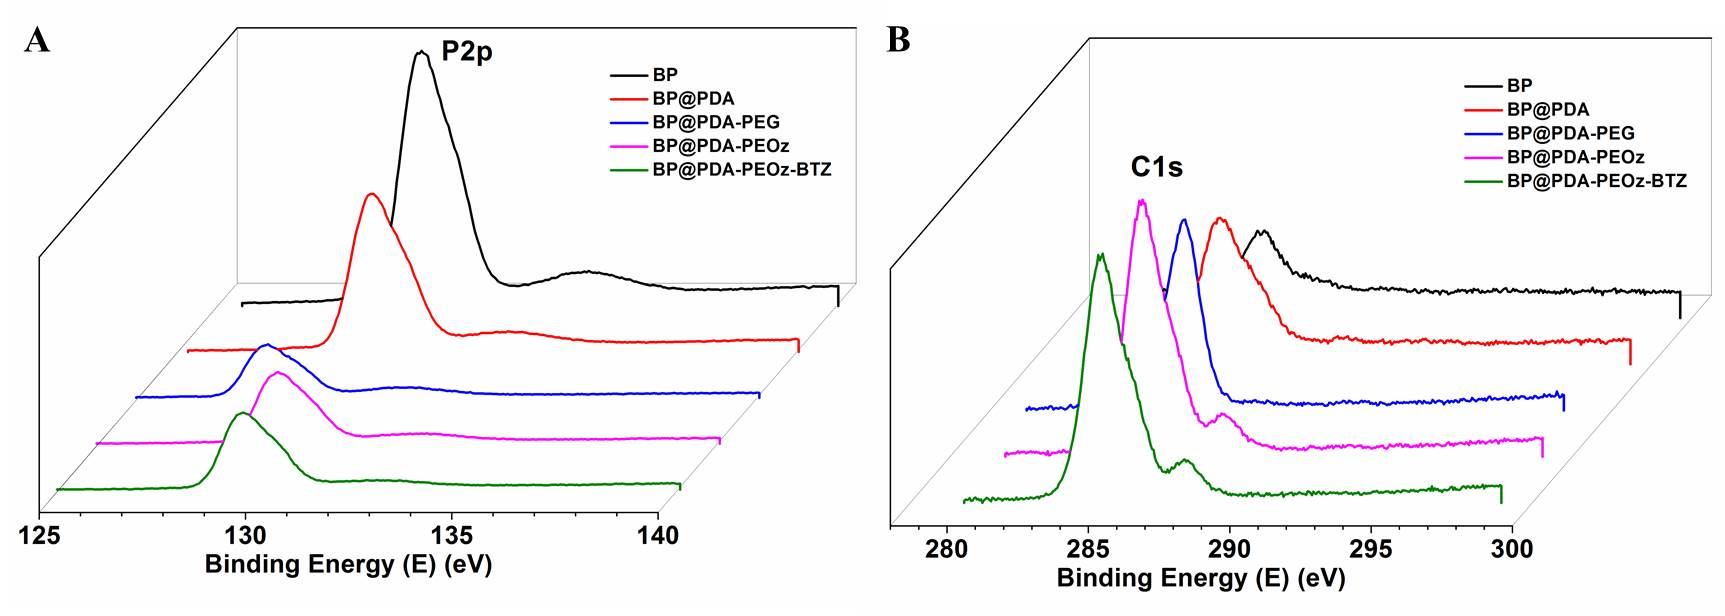 A
P2p
BP
BP@PDA
BP@PDA-PEG
BP@PDA-PEOz
BP@PDA-PEOz-BTZ
125 130 135 140
Binding Energy (E) (eV)
B
C1s
BP
BP@PDA
BP@PDA-PEG
BP@PDA-PEOz
BP@PDA-PEOz-BTZ
280 285 290 295 300
Binding Energy (E) (eV)